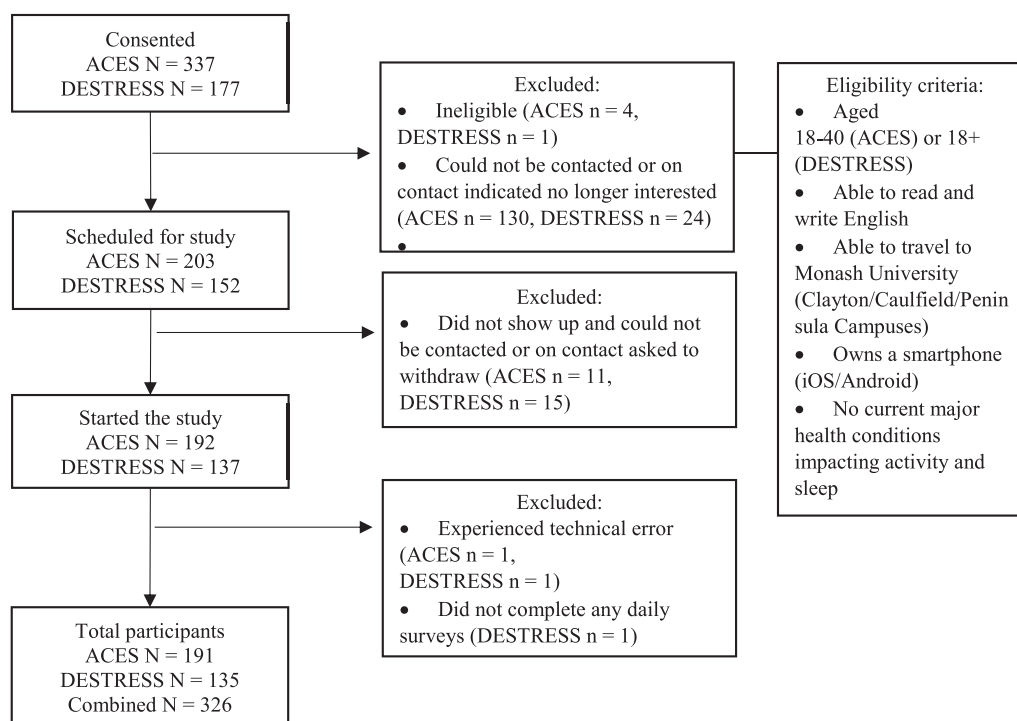 Consented
ACES N = 337
DESTRESS N = 177
Excluded:
• Ineligible (ACES n = 4,
DESTRESS n = 1)
• Could not be contacted or on
contact indicated no longer interested
(ACES n = 130, DESTRESS n = 24)
•
Eligibility criteria:
• Aged
18-40 (ACES) or 18+
(DESTRESS)
• Able to read and
write English
• Able to travel to
Monash University
(Clayton/Caulfield/Penin
sula Campuses)
• Owns a smartphone
(iOS/Android)
• No current major
health conditions
impacting activity and
sleep
Scheduled for study
ACES N = 203
DESTRESS N = 152
Excluded:
• Did not show up and could not
be contacted or on contact asked to
withdraw (ACES n = 11,
DESTRESS n = 15)
Started the study
ACES N = 192
DESTRESS N = 137
Excluded:
• Experienced technical error
(ACES n = 1,
DESTRESS n = 1)
• Did not complete any daily
surveys (DESTRESS n = 1)
Total participants
ACES N = 191
DESTRESS N = 135
Combined N = 326